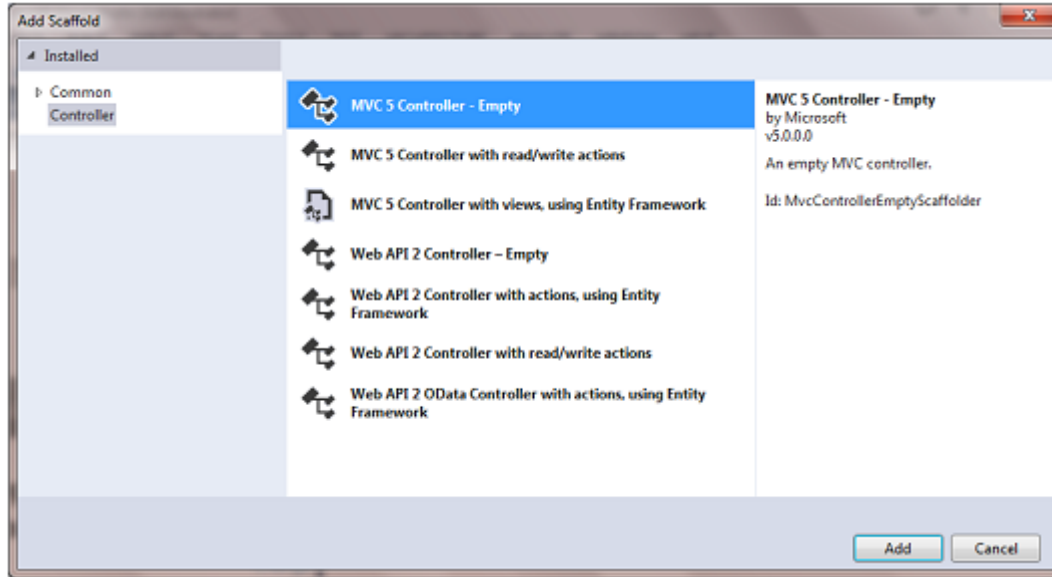 Add Scaffold
Installed
Common
Controller
MVC 5 Controller - Empty
MVC 5 Controller with read/write actions
MVC 5 Controller with views, using Entity Framework
Web API 2 Controller – Empty
Web API 2 Controller with actions, using Entity
Framework
Web API 2 Controller with read/write actions
Web API 2 OData Controller with actions, using Entity
Framework
MVC 5 Controller - Empty
by Microsoft
v5.0.0.0
An empty MVC controller.
Id: MvcControllerEmptyScaffolder
Add
Cancel